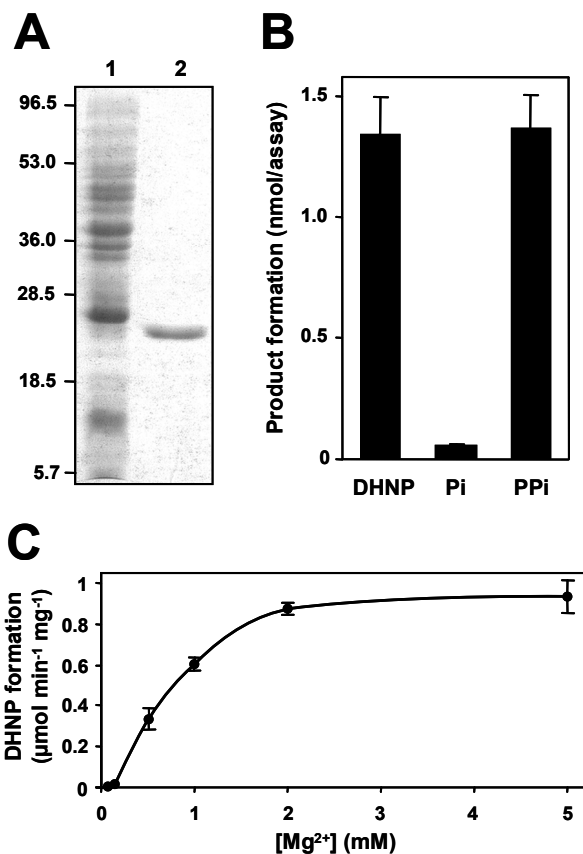 A
1 2
96.5
53.0
36.0
28.5
18.5
5.7
B
Product formation (nmol/assay)
1.5
1.0
0.5
0
DHNP Pi PPi
C
DHNP formation
(µmol min-1 mg-1)
1
0.8
0.6
0.4
0.2
0
0 1 2 3 4 5
[Mg2+] (mM)